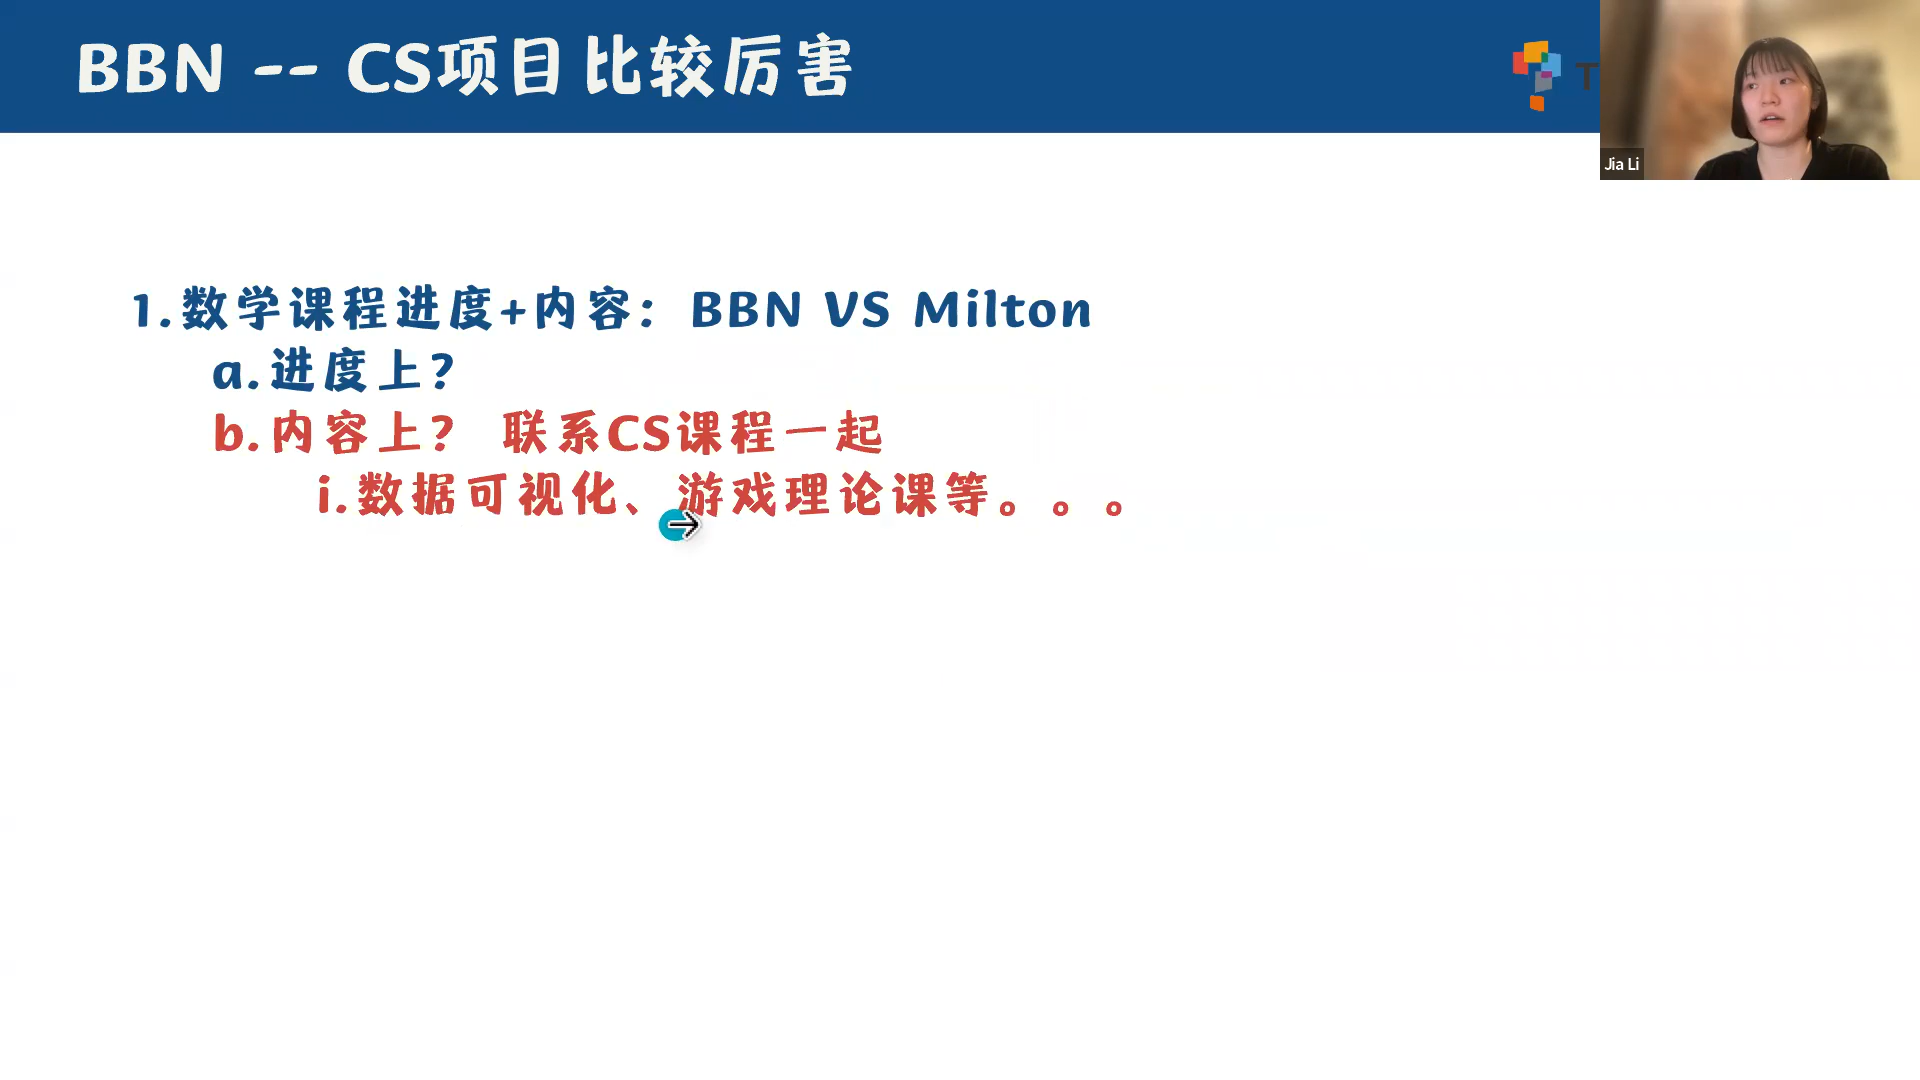 BBN -- CS项目比较厉害
T
Jia Li
1.数学课程进度+内容：BBN VS Milton
a.进度上？
b.内容上？ 联系CS课程一起
i.数据可视化、游戏理论课等。。。